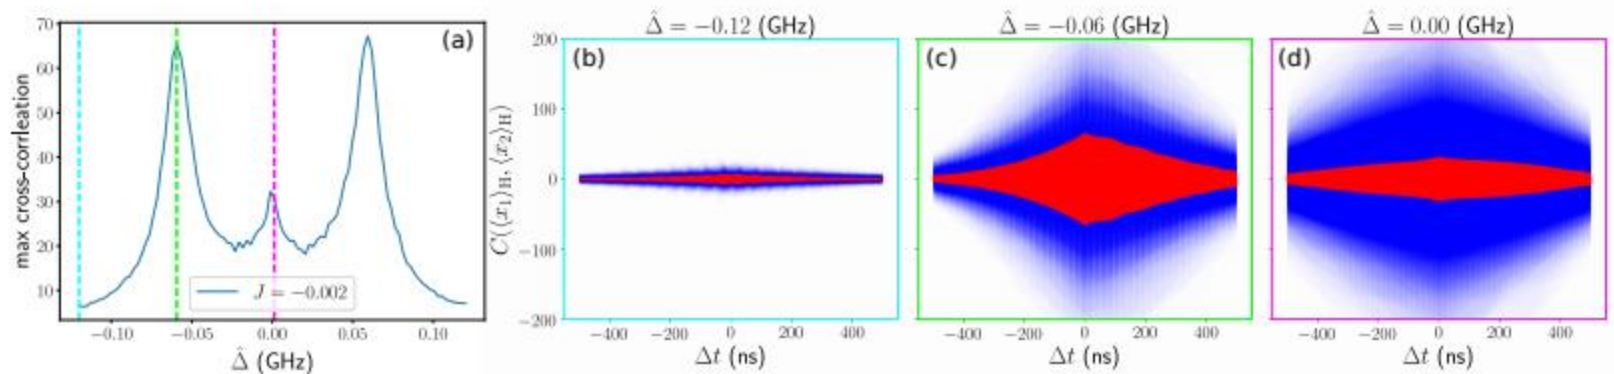 (a)
max cross-corrleation
70
60
50
40
30
20
10
J = −0.002
−0.10 −0.05 0.00 0.05 0.10
Δ̂ (GHz)
Δ̂ = −0.12 (GHz)
(b)
C(⟨x₁⟩H, ⟨x₂⟩H)
200
100
0
−100
−200
−400 −200 0 200 400
Δt (ns)
Δ̂ = −0.06 (GHz)
(c)
−400 −200 0 200 400
Δt (ns)
Δ̂ = 0.00 (GHz)
(d)
−400 −200 0 200 400
Δt (ns)